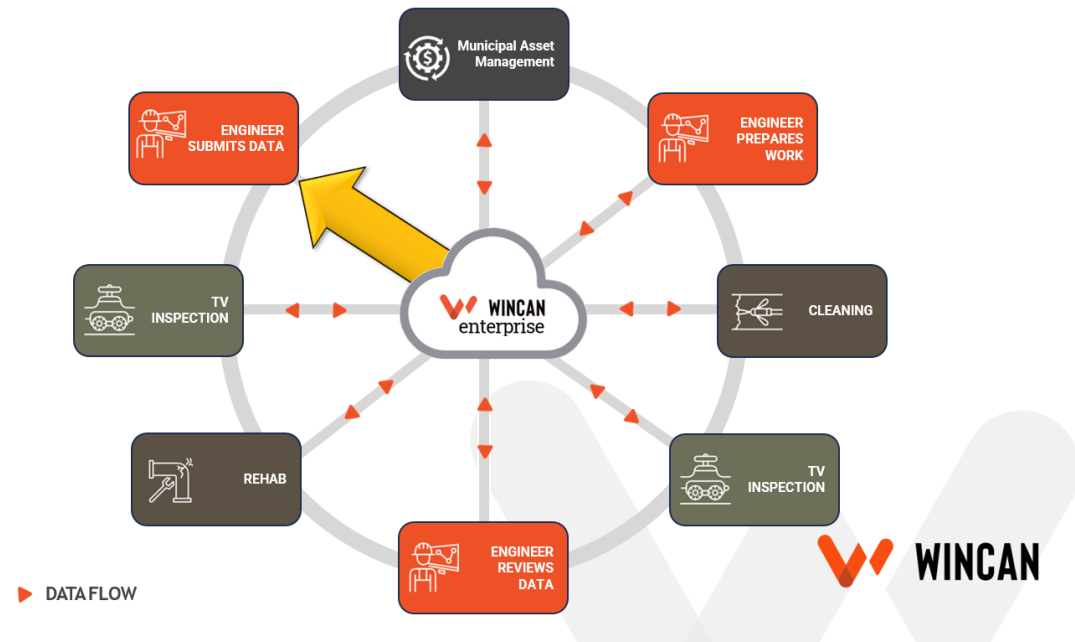 Municipal Asset
Management
ENGINEER
SUBMITS DATA
ENGINEER
PREPARES
WORK
TV
INSPECTION
WINCAN
enterprise
CLEANING
REHAB
TV
INSPECTION
ENGINEER
REVIEWS
DATA
WINCAN
DATA FLOW